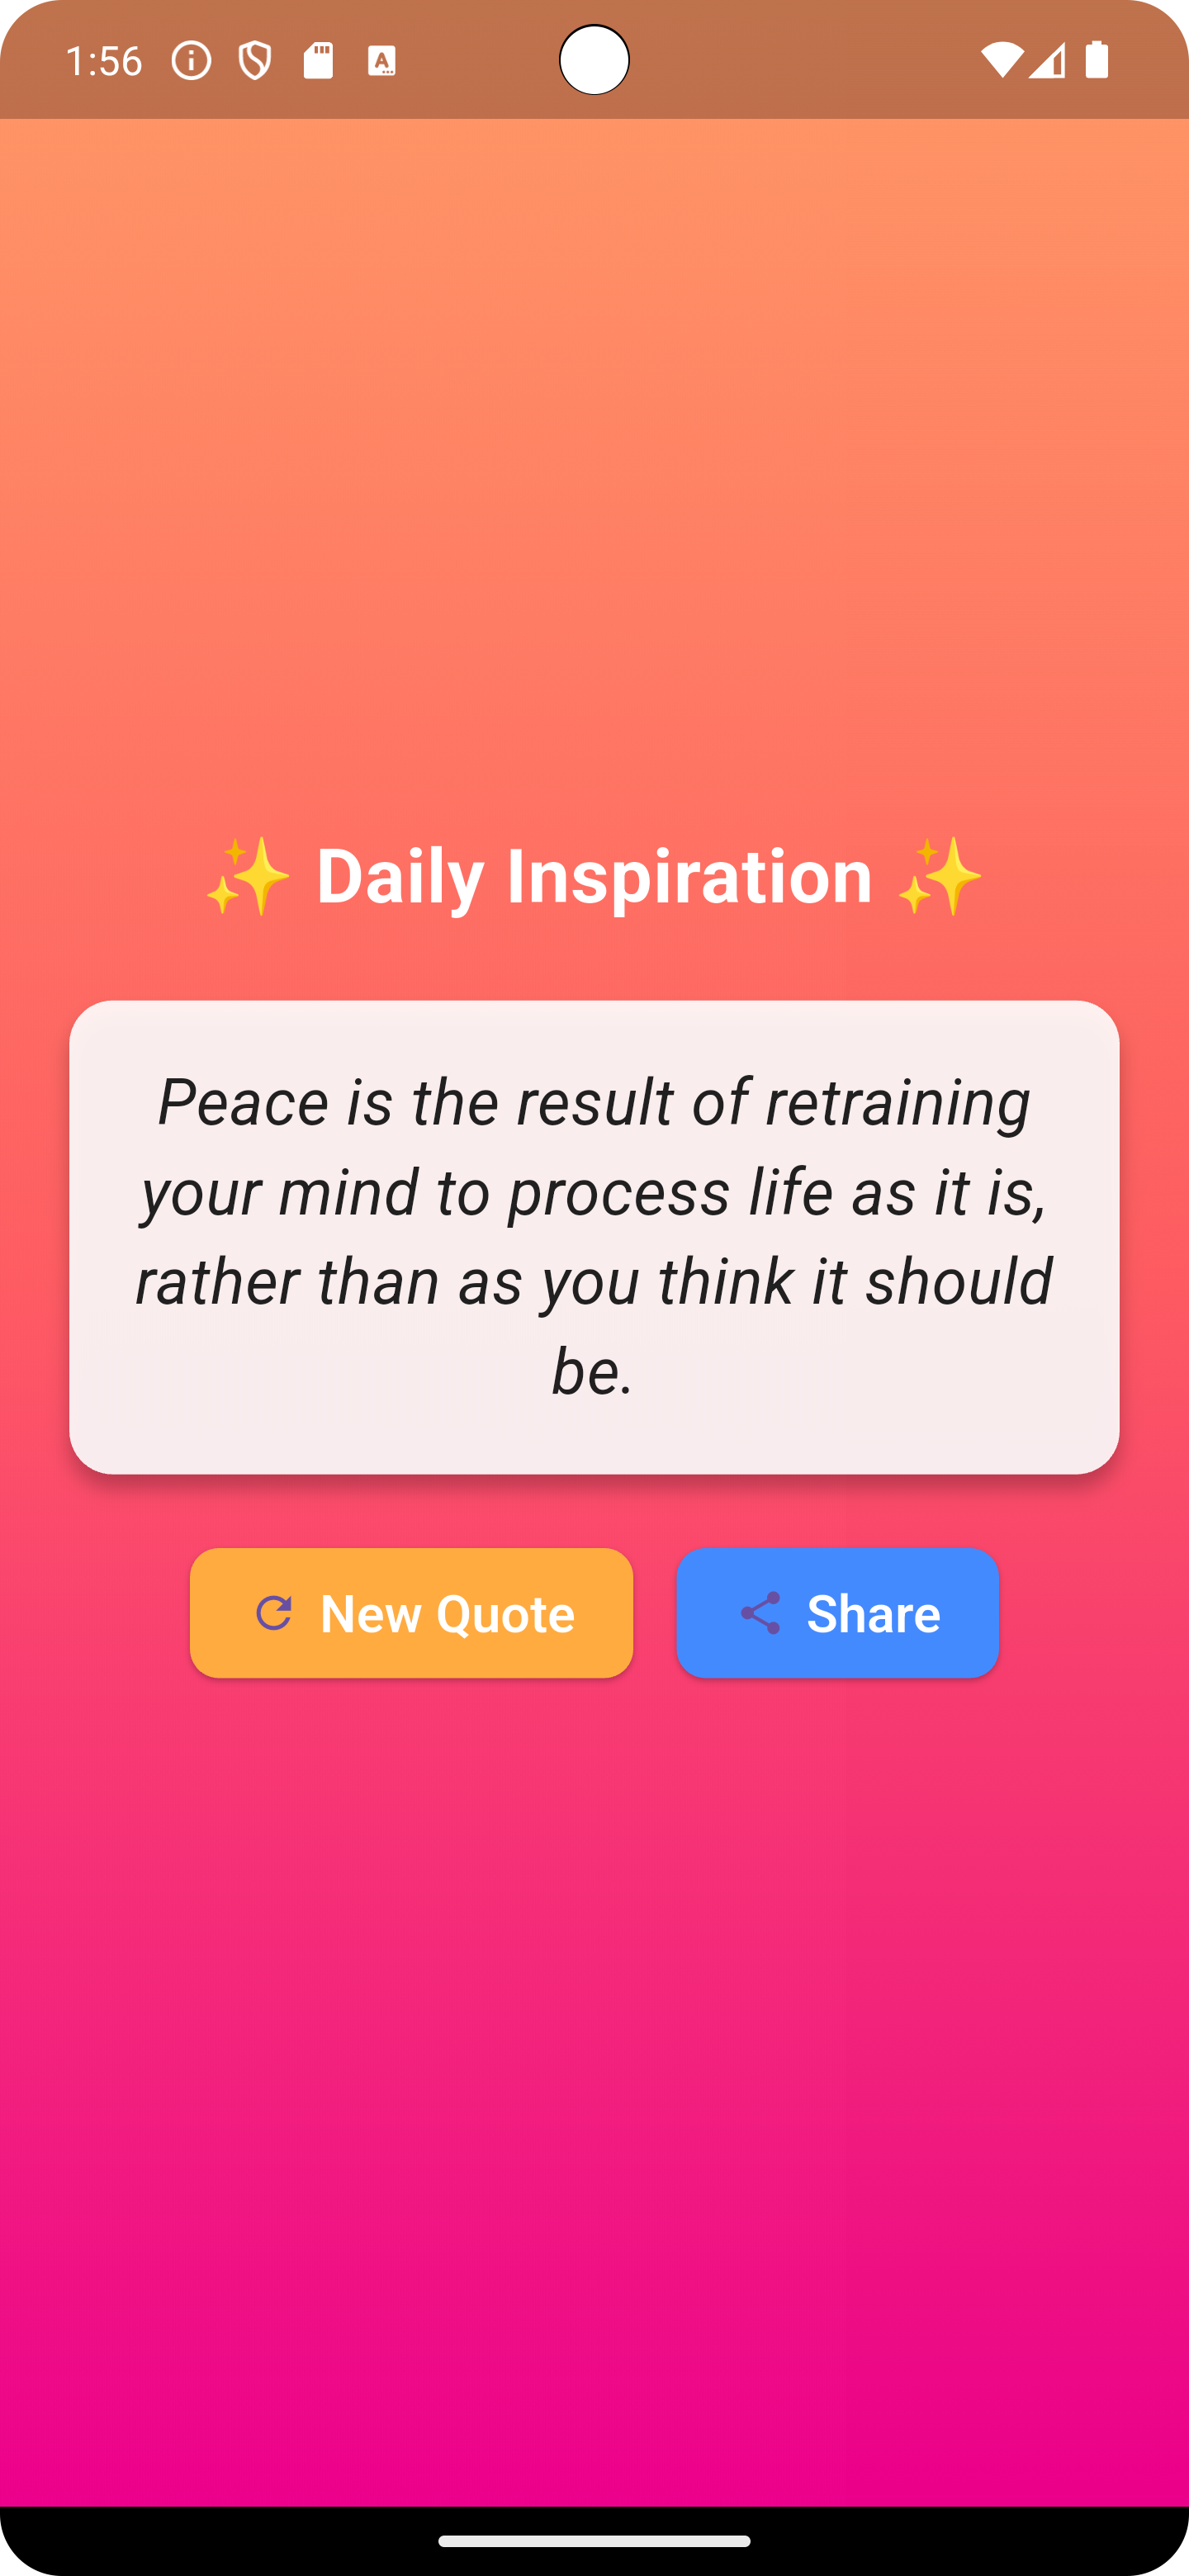 1:56
✨ Daily Inspiration ✨
Peace is the result of retraining
your mind to process life as it is,
rather than as you think it should
be.
New Quote
Share